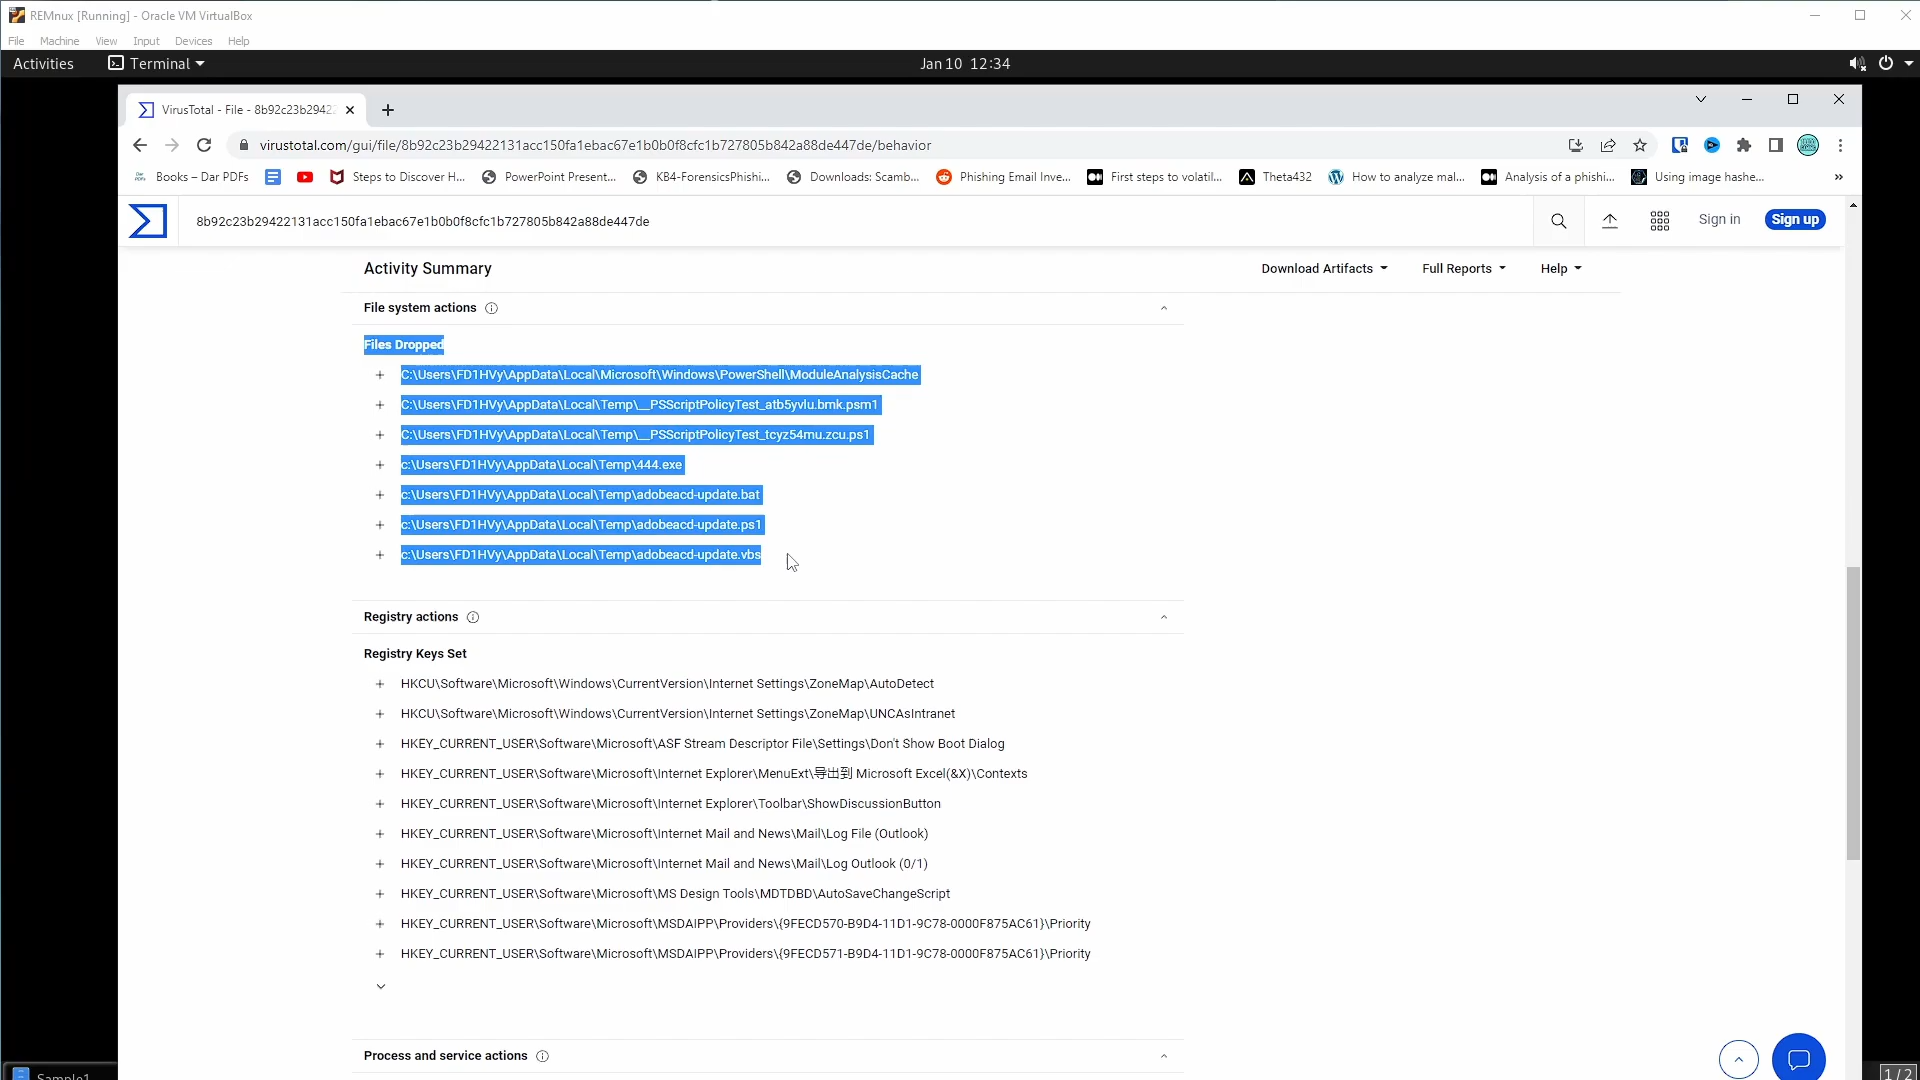 REMnux [Running] - Oracle VM VirtualBox
File Machine View Input Devices Help
Activities Terminal Jan 10 12:34
VirusTotal - File - 8b92c23b2942
virustotal.com/gui/file/8b92c23b29422131acc150fa1ebac67e1b0b0f8cfc1b727805b842a88de447de/behavior
Books – Dar PDFs Steps to Discover H... PowerPoint Present... KB4-ForensicsPhishi... Downloads: Scamb... Phishing Email Inve... First steps to volatil... Theta432 How to analyze mal... Analysis of a phishi... Using image hashe... »
8b92c23b29422131acc150fa1ebac67e1b0b0f8cfc1b727805b842a88de447de Sign in Sign up
Activity Summary Download Artifacts Full Reports Help
File system actions
Files Dropped
+ C:\Users\FD1HVy\AppData\Local\Microsoft\Windows\PowerShell\ModuleAnalysisCache
+ C:\Users\FD1HVy\AppData\Local\Temp\__PSScriptPolicyTest_atb5yvlu.bmk.psm1
+ C:\Users\FD1HVy\AppData\Local\Temp\__PSScriptPolicyTest_tcyz54mu.zcu.ps1
+ c:\Users\FD1HVy\AppData\Local\Temp\444.exe
+ c:\Users\FD1HVy\AppData\Local\Temp\adobeacd-update.bat
+ c:\Users\FD1HVy\AppData\Local\Temp\adobeacd-update.ps1
+ c:\Users\FD1HVy\AppData\Local\Temp\adobeacd-update.vbs
Registry actions
Registry Keys Set
+ HKCU\Software\Microsoft\Windows\CurrentVersion\Internet Settings\ZoneMap\AutoDetect
+ HKCU\Software\Microsoft\Windows\CurrentVersion\Internet Settings\ZoneMap\UNCAsIntranet
+ HKEY_CURRENT_USER\Software\Microsoft\ASF Stream Descriptor File\Settings\Don't Show Boot Dialog
+ HKEY_CURRENT_USER\Software\Microsoft\Internet Explorer\MenuExt\导出到 Microsoft Excel(&X)\Contexts
+ HKEY_CURRENT_USER\Software\Microsoft\Internet Explorer\Toolbar\ShowDiscussionButton
+ HKEY_CURRENT_USER\Software\Microsoft\Internet Mail and News\Mail\Log File (Outlook)
+ HKEY_CURRENT_USER\Software\Microsoft\Internet Mail and News\Mail\Log Outlook (0/1)
+ HKEY_CURRENT_USER\Software\Microsoft\MS Design Tools\MDTDBD\AutoSaveChangeScript
+ HKEY_CURRENT_USER\Software\Microsoft\MSDAIPP\Providers\{9FECD570-B9D4-11D1-9C78-0000F875AC61}\Priority
+ HKEY_CURRENT_USER\Software\Microsoft\MSDAIPP\Providers\{9FECD571-B9D4-11D1-9C78-0000F875AC61}\Priority
Process and service actions
Sample1 1 / 2